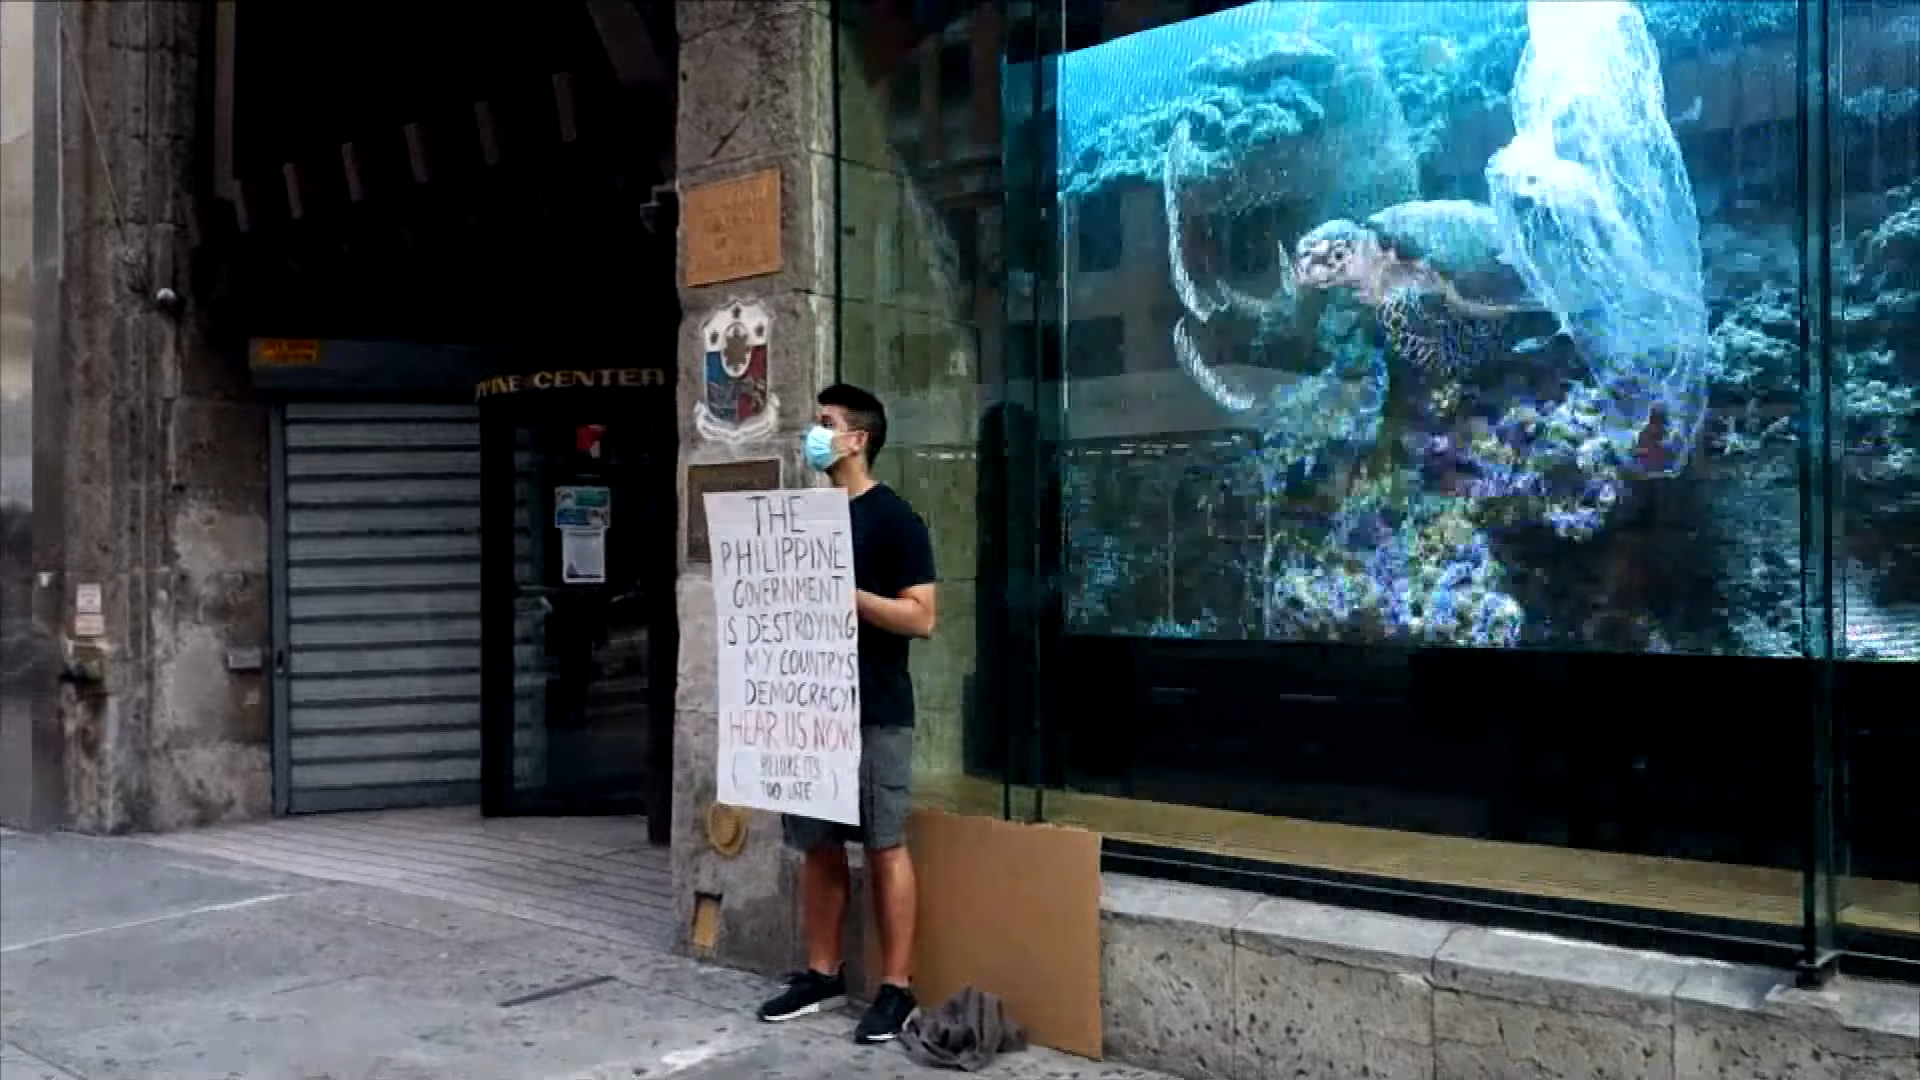 PINE CENTER
THE
PHILIPPINE
GOVERNMENT
IS DESTROYING
MY COUNTRYS
DEMOCRACY!
HEAR US NOW!
( BEFORE ITS )
TOO LATE